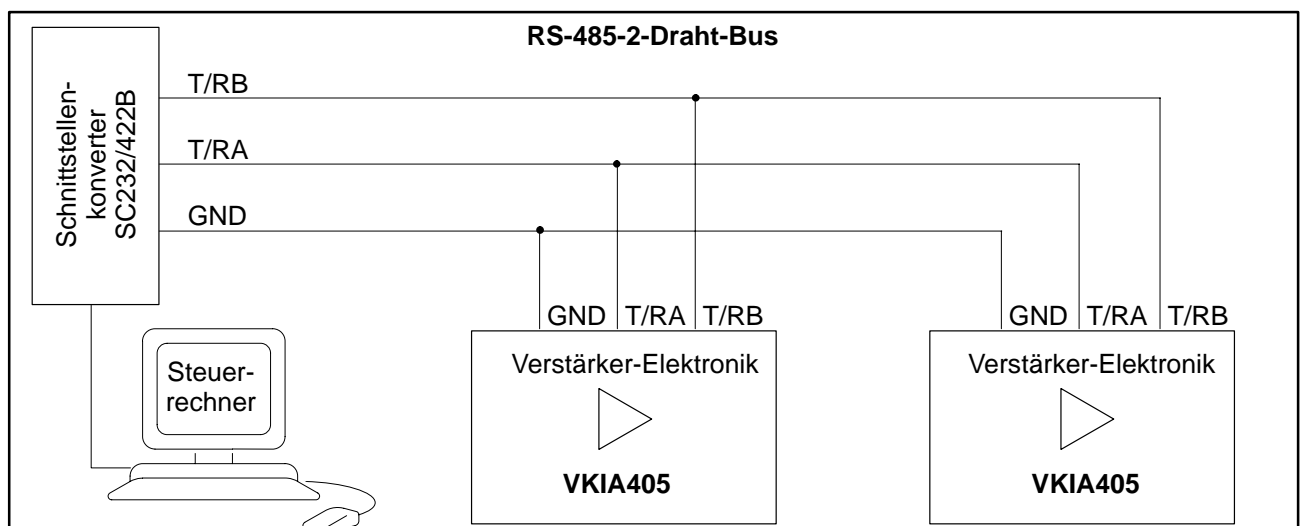 RS-485-2-Draht-Bus
Schnittstellen-
konverter
SC232/422B
T/RB
T/RA
GND
GND T/RA T/RB
GND T/RA T/RB
Verstärker-Elektronik
VKIA405
Verstärker-Elektronik
VKIA405
Steuer-
rechner